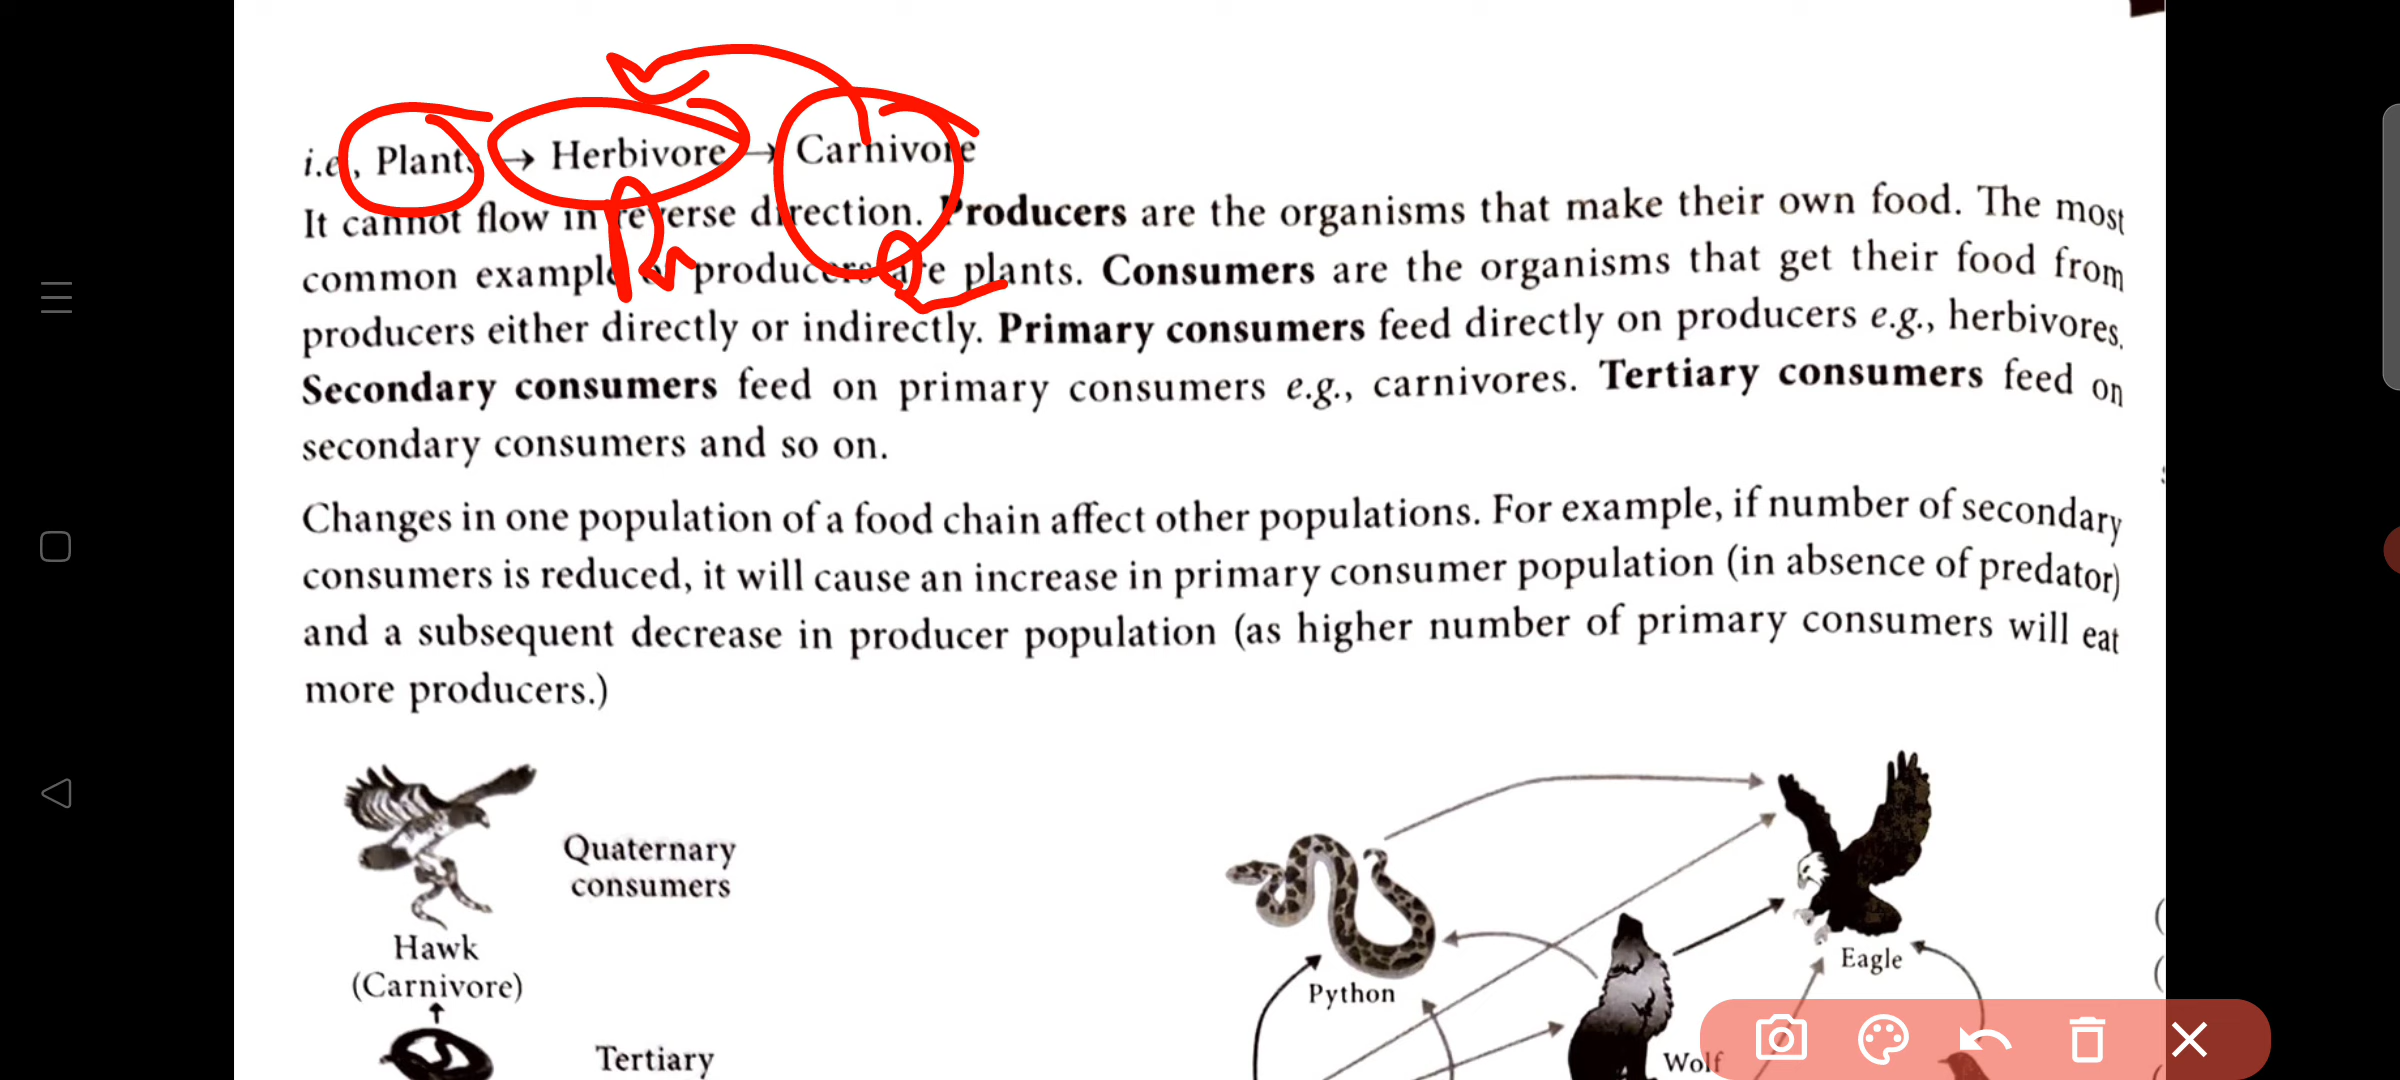 i.e., Plants → Herbivore → Carnivore
It cannot flow in reverse direction. Producers are the organisms that make their own food. The most
common example of producers are plants. Consumers are the organisms that get their food from
producers either directly or indirectly. Primary consumers feed directly on producers e.g., herbivores.
Secondary consumers feed on primary consumers e.g., carnivores. Tertiary consumers feed on
secondary consumers and so on.
Changes in one population of a food chain affect other populations. For example, if number of secondary
consumers is reduced, it will cause an increase in primary consumer population (in absence of predator)
and a subsequent decrease in producer population (as higher number of primary consumers will eat
more producers.)
Quaternary
consumers
Hawk
(Carnivore)
Tertiary
Python
Eagle
Wolf